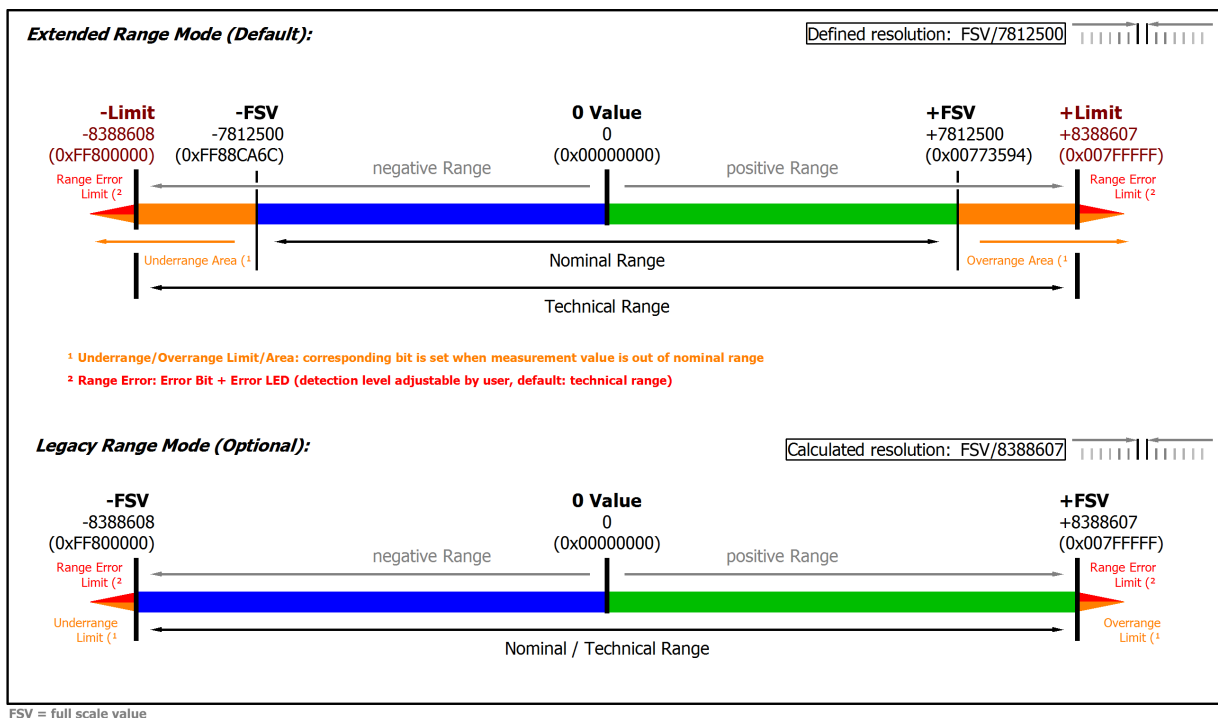 Extended Range Mode (Default):
Defined resolution: FSV/7812500
-Limit
-8388608
(0xFF800000)
-FSV
-7812500
(0xFF88CA6C)
0 Value
0
(0x00000000)
+FSV
+7812500
(0x00773594)
+Limit
+8388607
(0x007FFFFF)
negative Range
positive Range
Range Error
Limit (²
Range Error
Limit (²
Underrange Area (¹
Nominal Range
Overrange Area (¹
Technical Range
¹ Underrange/Overrange Limit/Area: corresponding bit is set when measurement value is out of nominal range
² Range Error: Error Bit + Error LED (detection level adjustable by user, default: technical range)
Legacy Range Mode (Optional):
Calculated resolution: FSV/8388607
-FSV
-8388608
(0xFF800000)
0 Value
0
(0x00000000)
+FSV
+8388607
(0x007FFFFF)
negative Range
positive Range
Range Error
Limit (²
Range Error
Limit (²
Underrange
Limit (¹
Overrange
Limit (¹
Nominal / Technical Range
FSV = full scale value